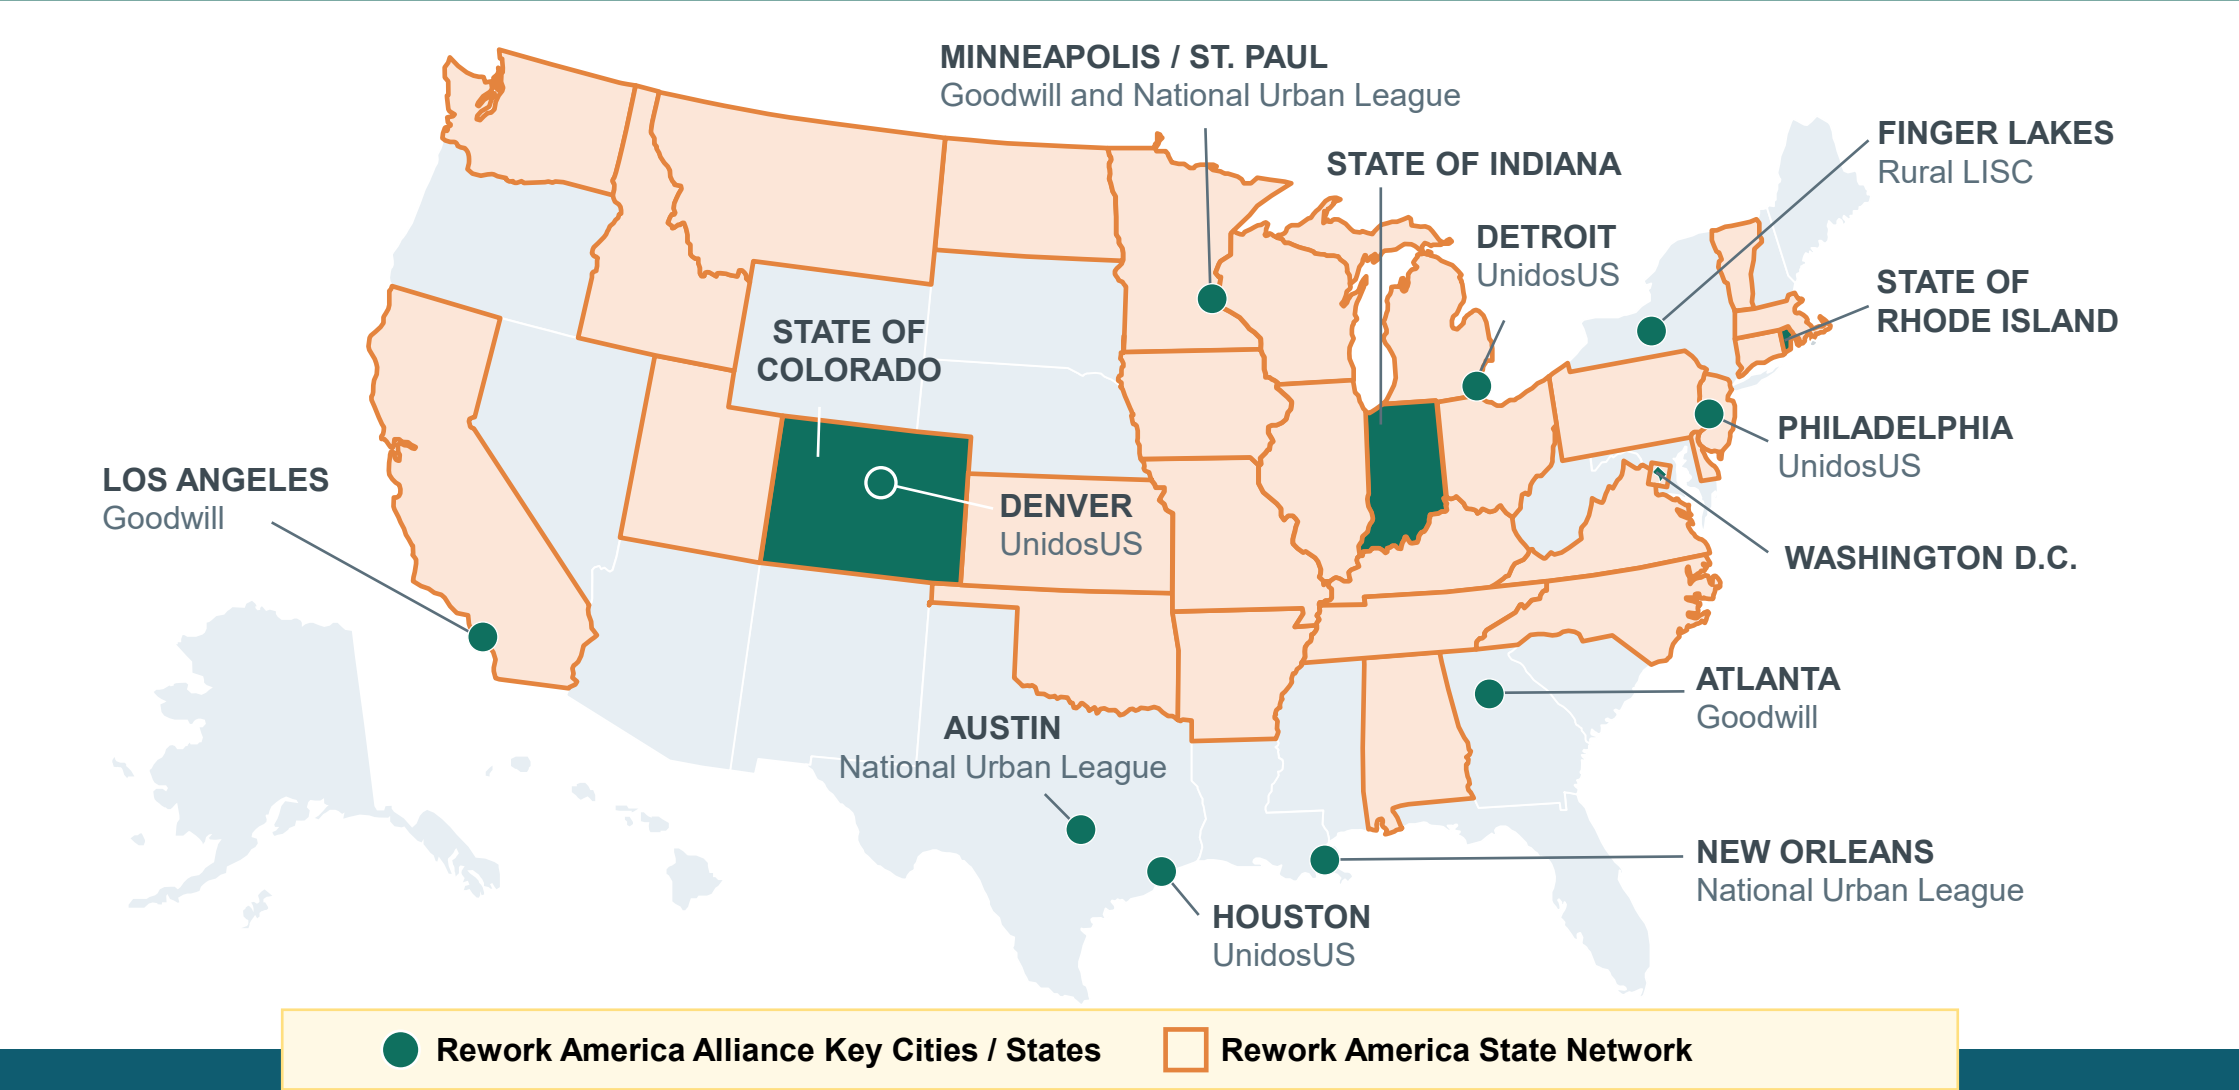 MINNEAPOLIS / ST. PAUL
Goodwill and National Urban League
FINGER LAKES
Rural LISC
STATE OF INDIANA
DETROIT
UnidosUS
STATE OF
RHODE ISLAND
STATE OF
COLORADO
PHILADELPHIA
UnidosUS
LOS ANGELES
Goodwill
DENVER
UnidosUS
WASHINGTON D.C.
ATLANTA
Goodwill
AUSTIN
National Urban League
NEW ORLEANS
National Urban League
HOUSTON
UnidosUS
Rework America Alliance Key Cities / States
Rework America State Network